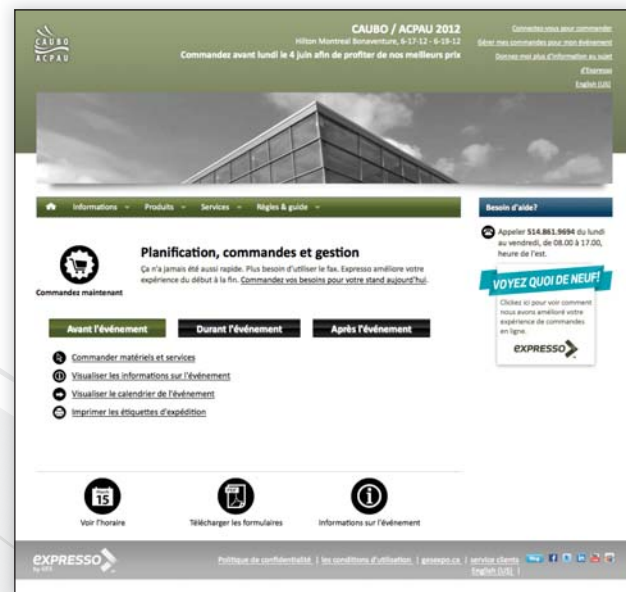 CAUBO
ACPAU
CAUBO / ACPAU 2012
Hilton Montreal Bonaventure, 6-17-12 - 6-19-12
Commandez avant lundi le 4 juin afin de profiter de nos meilleurs prix
Connectez-vous pour commander
Gérer mes commandes pour mon événement
Donnez-moi plus d'information au sujet
d'Expresso
English (US)
Informations
Produits
Services
Règles & guide
Commandez maintenant
Planification, commandes et gestion
Ça n'a jamais été aussi rapide. Plus besoin d'utiliser le fax. Expresso améliore votre
expérience du début à la fin. Commandez vos besoins pour votre stand aujourd'hui.
Avant l'événement
Durant l'événement
Après l'événement
Commander matériels et services
Visualiser les informations sur l'événement
Visualiser le calendrier de l'événement
Imprimer les étiquettes d'expédition
Besoin d'aide?
Appeler 514.861.9694 du lundi
au vendredi, de 08.00 à 17.00,
heure de l'est.
VOYEZ QUOI DE NEUF!
Clickez ici pour voir comment
nous avons amélioré votre
expérience de commandes
en ligne.
EXPRESSO
15
Voir l'horaire
PDF
Télécharger les formulaires
Informations sur l'événement
EXPRESSO
by GES
Politique de confidentialité | les conditions d'utilisation | gesexpo.ca | service clients
English (US) |